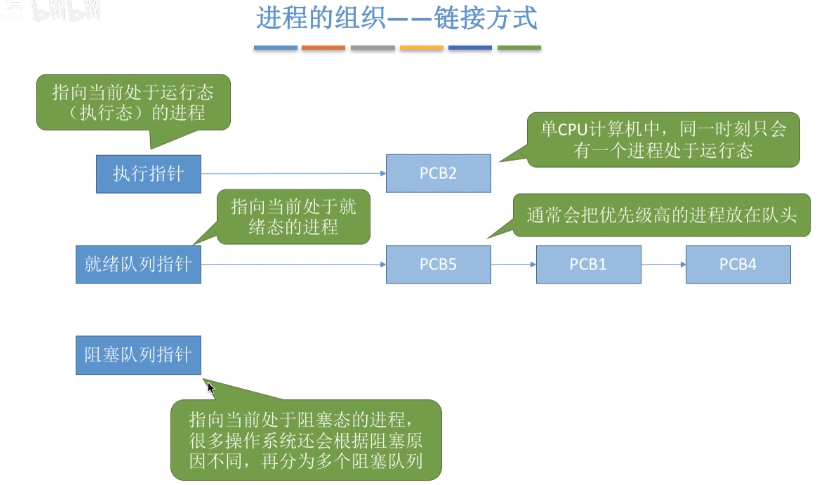 bilibili
进程的组织——链接方式
指向当前处于运行态
（执行态）的进程
单CPU计算机中，同一时刻只会
有一个进程处于运行态
执行指针
PCB2
指向当前处于就
绪态的进程
通常会把优先级高的进程放在队头
就绪队列指针
PCB5
PCB1
PCB4
阻塞队列指针
指向当前处于阻塞态的进程，
很多操作系统还会根据阻塞原
因不同，再分为多个阻塞队列